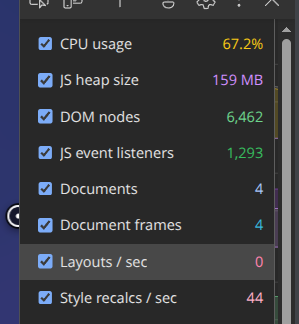 CPU usage 67.2%
JS heap size 159 MB
DOM nodes 6,462
JS event listeners 1,293
Documents 4
Document frames 4
Layouts / sec 0
Style recalcs / sec 44